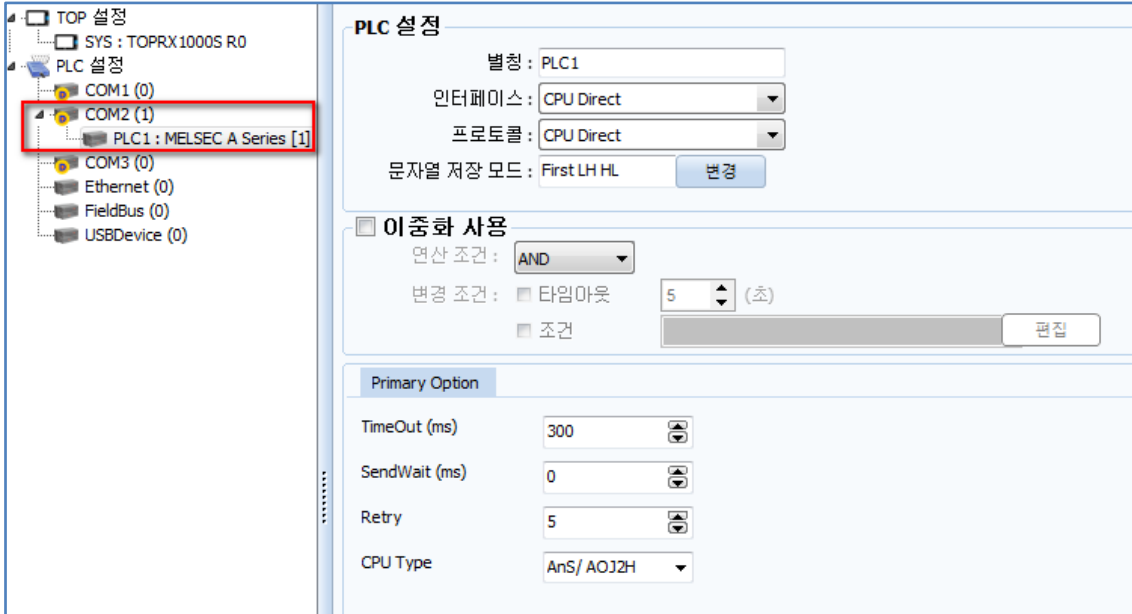 TOP 설정
SYS : TOPRX1000S R0
PLC 설정
COM1 (0)
COM2 (1)
PLC1 : MELSEC A Series [1]
COM3 (0)
Ethernet (0)
FieldBus (0)
USBDevice (0)
PLC 설정
별칭 : PLC1
인터페이스 : CPU Direct
프로토콜 : CPU Direct
문자열 저장 모드 : First LH HL 변경
이중화 사용
연산 조건 : AND
변경 조건 : 타임아웃 5 (초)
조건 편집
Primary Option
TimeOut (ms) 300
SendWait (ms) 0
Retry 5
CPU Type AnS/ AOJ2H